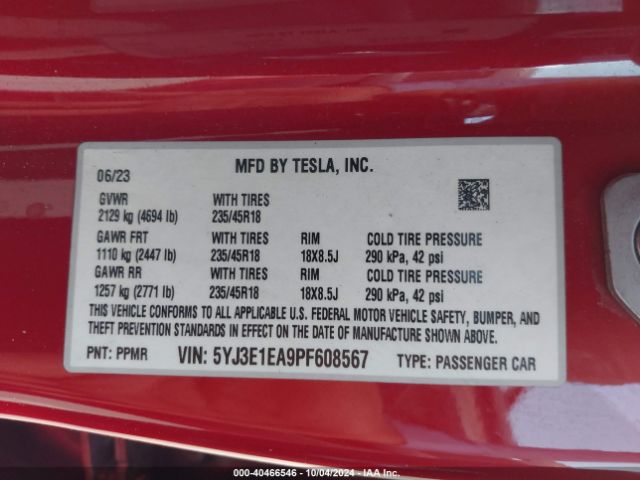 MFD BY TESLA, INC.
06/23
GVWR WITH TIRES
2129 kg (4694 lb) 235/45R18
GAWR FRT WITH TIRES RIM COLD TIRE PRESSURE
1110 kg (2447 lb) 235/45R18 18X8.5J 290 kPa, 42 psi
GAWR RR WITH TIRES RIM COLD TIRE PRESSURE
1257 kg (2771 lb) 235/45R18 18X8.5J 290 kPa, 42 psi
THIS VEHICLE CONFORMS TO ALL APPLICABLE U.S. FEDERAL MOTOR VEHICLE SAFETY, BUMPER, AND
THEFT PREVENTION STANDARDS IN EFFECT ON THE DATE OF MANUFACTURE SHOWN ABOVE.
PNT: PPMR VIN: 5YJ3E1EA9PF608567 TYPE: PASSENGER CAR
000-40466546 - 10/04/2024 - IAA Inc.